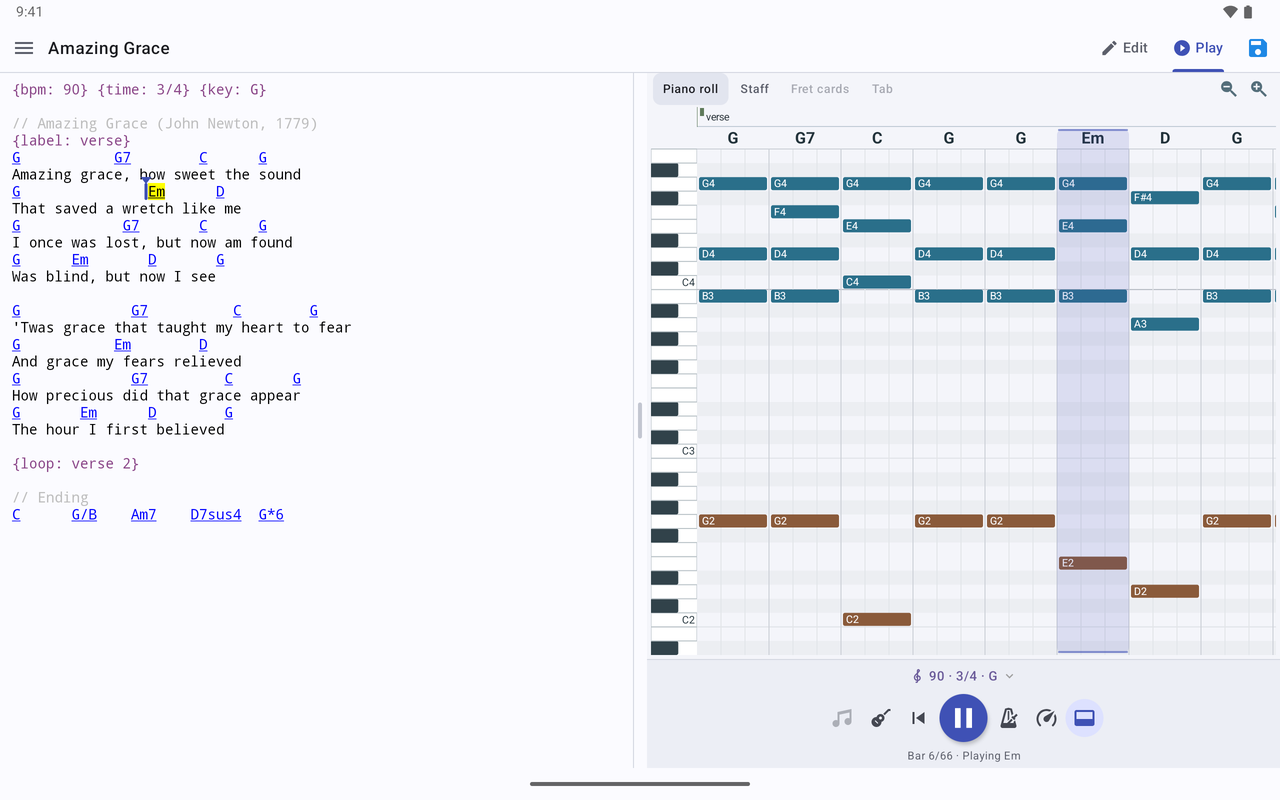 9:41
Amazing Grace
Edit
Play
{bpm: 90} {time: 3/4} {key: G}
// Amazing Grace (John Newton, 1779)
{label: verse}
G G7 C G
Amazing grace, how sweet the sound
G Em D
That saved a wretch like me
G G7 C G
I once was lost, but now am found
G Em D G
Was blind, but now I see
G G7 C G
'Twas grace that taught my heart to fear
G Em D
And grace my fears relieved
G G7 C G
How precious did that grace appear
G Em D G
The hour I first believed
{loop: verse 2}
// Ending
C G/B Am7 D7sus4 G*6
Piano roll Staff Fret cards Tab
verse
G G7 C G G Em D G
G4 G4 G4 G4 G4 G4 G4
F#4
F4
E4 E4
D4 D4 D4 D4 D4 D4
C4 C4
B3 B3 B3 B3 B3 B3
A3
C3
G2 G2 G2 G2 G2
E2
D2
C2 C2
90 · 3/4 · G
Bar 6/66 · Playing Em